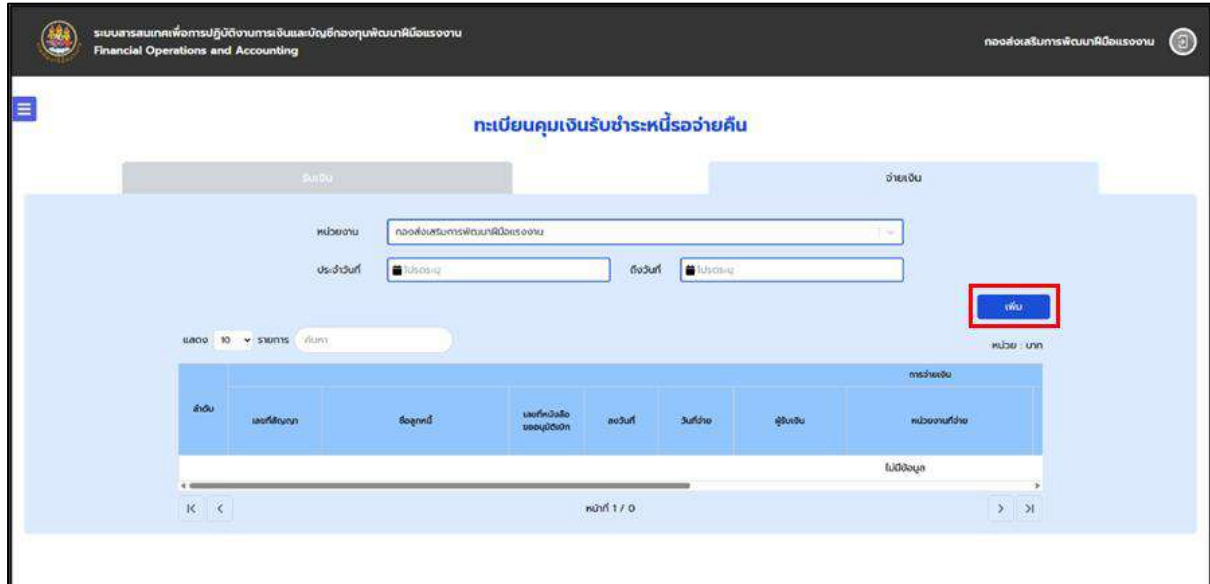 ระบบสารสนเทศเพื่อการปฏิบัติงานการเงินและบัญชีกองทุนพัฒนาฝีมือแรงงาน
Financial Operations and Accounting
กองส่งเสริมการพัฒนาฝีมือแรงงาน
ทะเบียนคุมเงินรับชำระหนี้รอจ่ายคืน
รับเงิน จ่ายเงิน
หน่วยงาน กองส่งเสริมการพัฒนาฝีมือแรงงาน
ประจำวันที่ โปรดระบุ ถึงวันที่ โปรดระบุ
เพิ่ม
แสดง 10 รายการ ค้นหา
หน่วย : บาท
การจ่ายเงิน
ลำดับ เลขที่สัญญา ชื่อลูกหนี้ เลขที่หนังสือ ลงวันที่ วันที่จ่าย ผู้รับเงิน หน่วยงานที่จ่าย
ขออนุมัติเบิก
ไม่มีข้อมูล
หน้าที่ 1 / 0